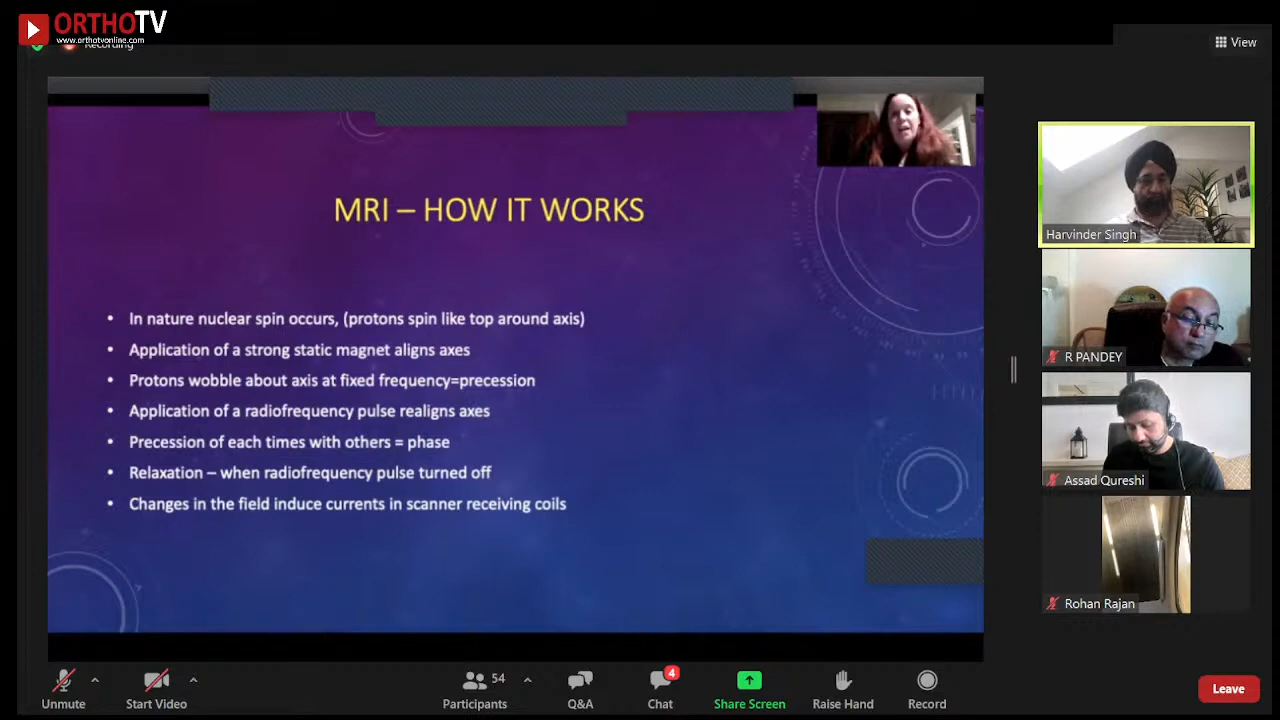 ORTHOTV
www.orthotvonline.com
Recording
View
MRI – HOW IT WORKS
• In nature nuclear spin occurs, (protons spin like top around axis)
• Application of a strong static magnet aligns axes
• Protons wobble about axis at fixed frequency=precession
• Application of a radiofrequency pulse realigns axes
• Precession of each times with others = phase
• Relaxation – when radiofrequency pulse turned off
• Changes in the field induce currents in scanner receiving coils
Harvinder Singh
R PANDEY
Assad Qureshi
Rohan Rajan
Unmute
Start Video
54
Participants
Q&A
4
Chat
Share Screen
Raise Hand
Record
Leave